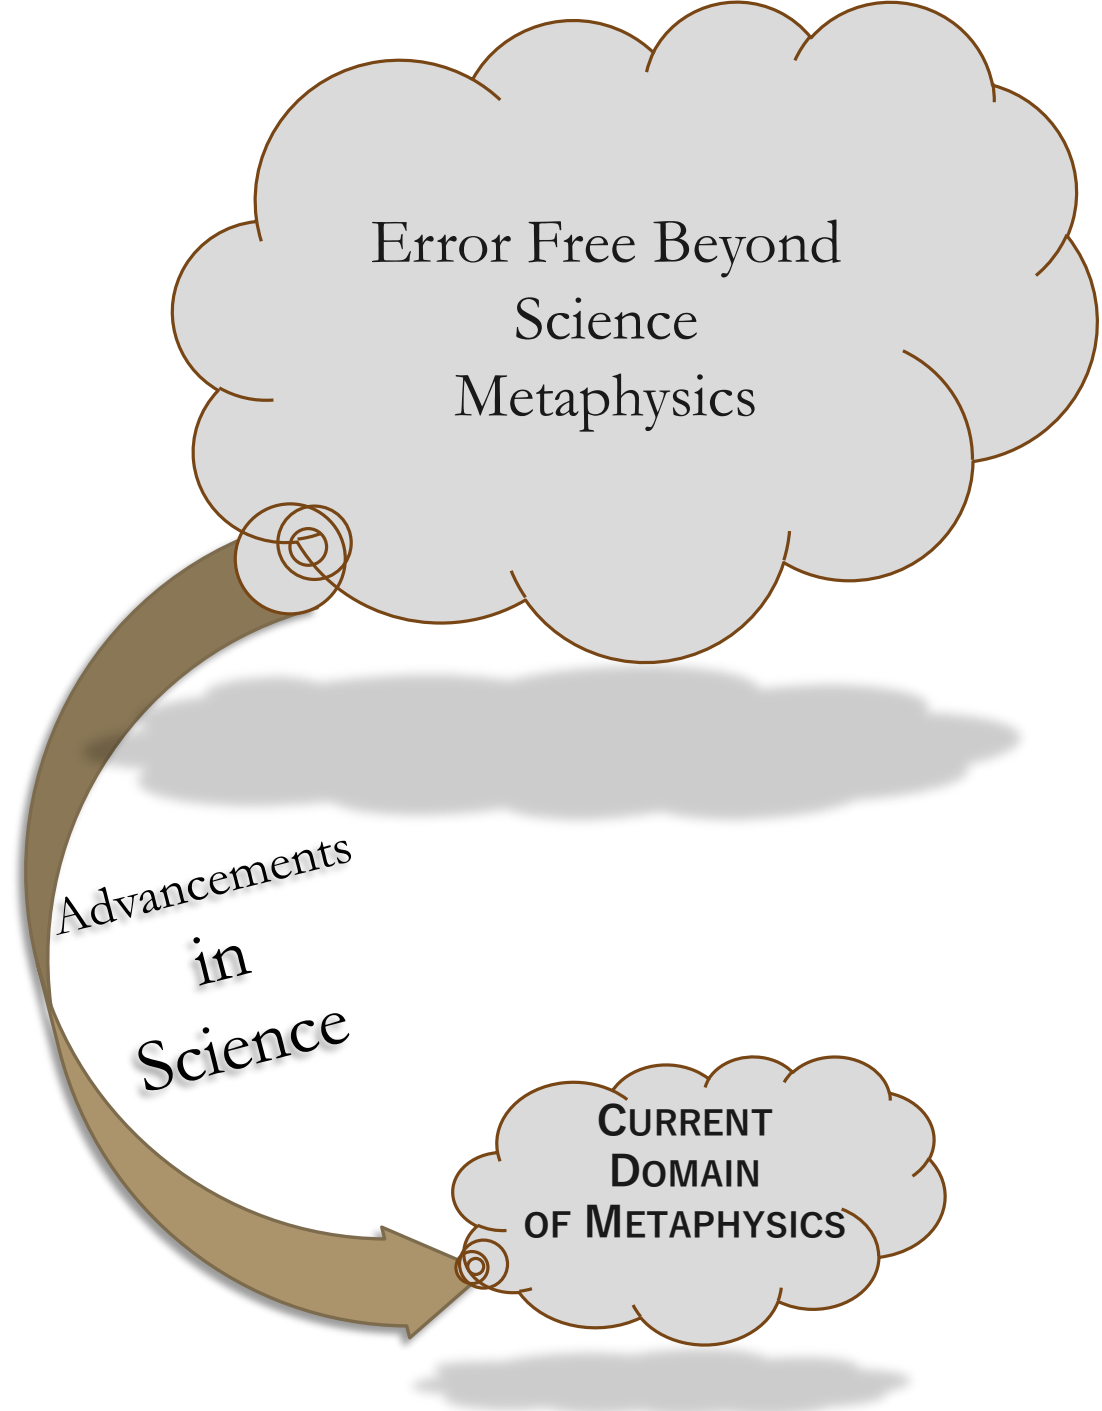 Error Free Beyond
Science
Metaphysics
Advancements
in
Science
CURRENT
DOMAIN
OF METAPHYSICS